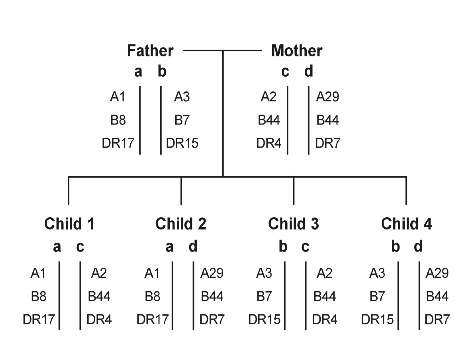 Father Mother
a b c d
A1 A3 A2 A29
B8 B7 B44 B44
DR17 DR15 DR4 DR7
Child 1 Child 2 Child 3 Child 4
a c a d b c b d
A1 A2 A1 A29 A3 A2 A3 A29
B8 B44 B8 B44 B7 B44 B7 B44
DR17 DR4 DR17 DR7 DR15 DR4 DR15 DR7